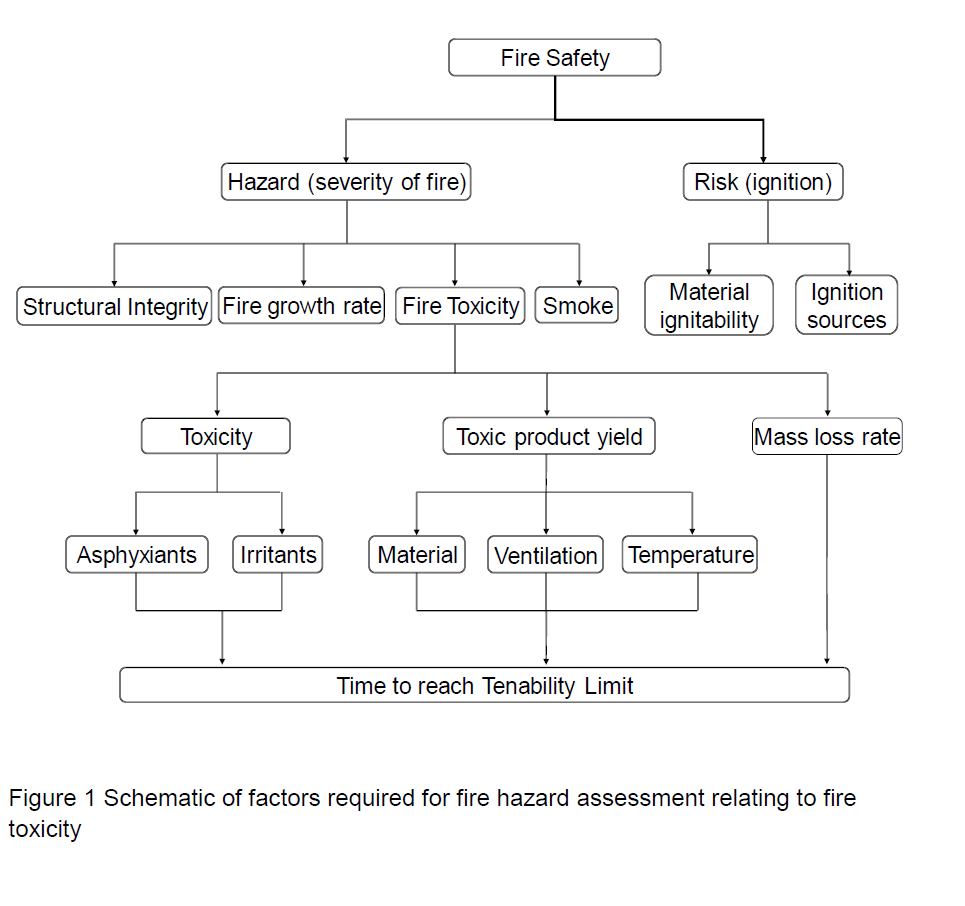 Fire Safety
Hazard (severity of fire)
Risk (ignition)
Structural Integrity
Fire growth rate
Fire Toxicity
Smoke
Material
ignitability
Ignition
sources
Toxicity
Toxic product yield
Mass loss rate
Asphyxiants
Irritants
Material
Ventilation
Temperature
Time to reach Tenability Limit
Figure 1 Schematic of factors required for fire hazard assessment relating to fire
toxicity